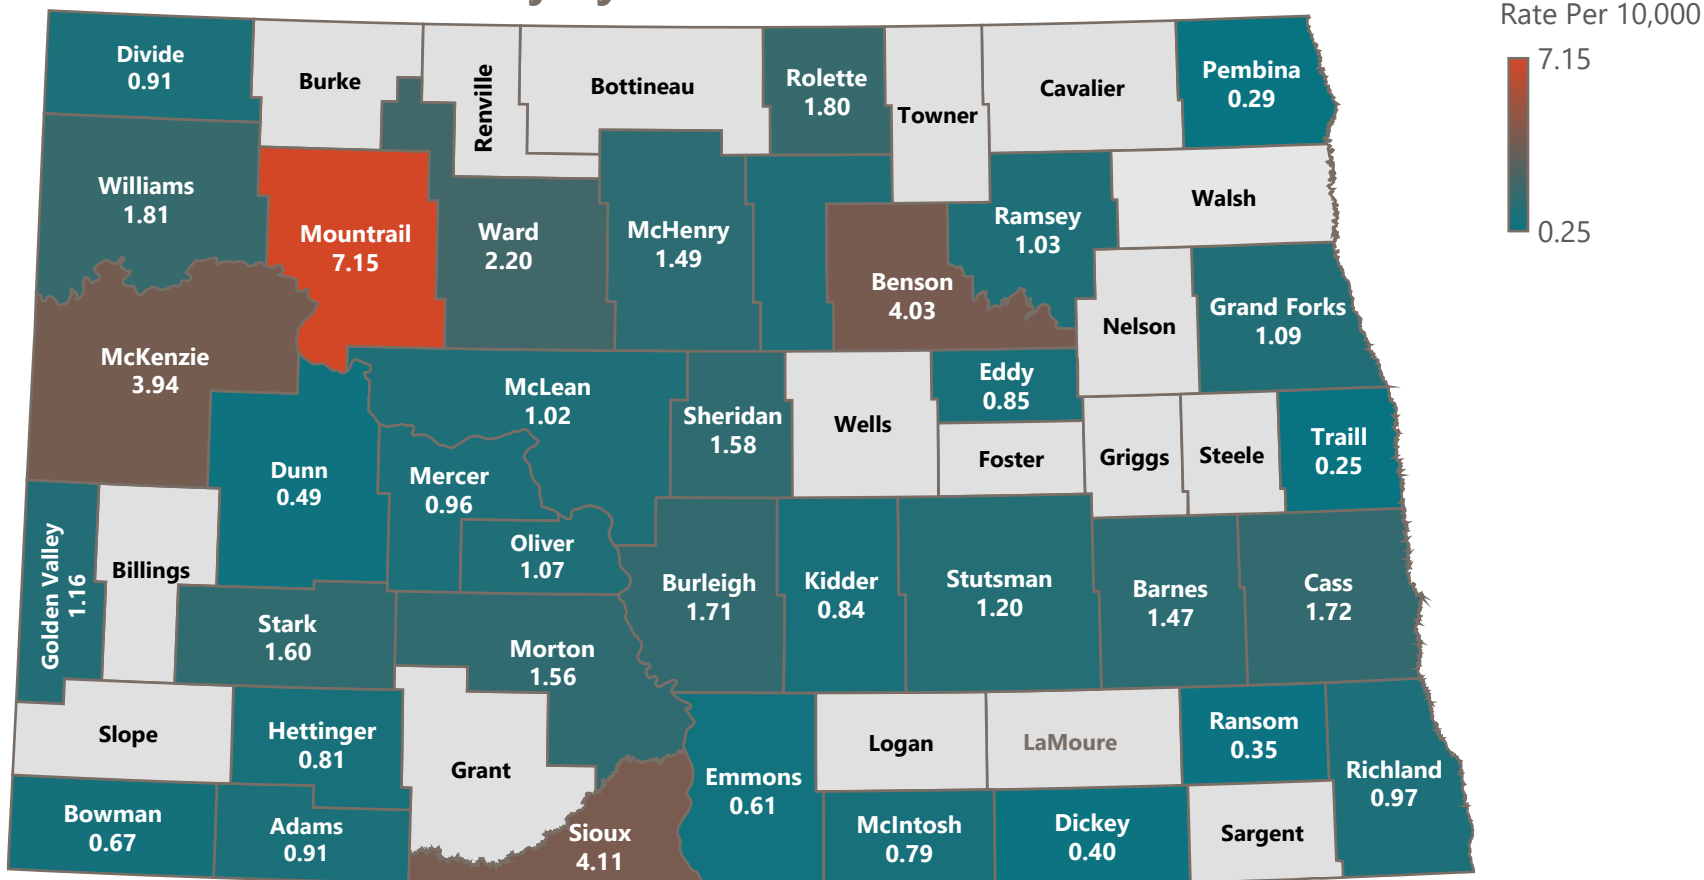 Rate Per 10,000
7.15
0.25
Divide
0.91
Burke
Renville
Bottineau
Rolette
1.80
Towner
Cavalier
Pembina
0.29
Williams
1.81
Mountrail
7.15
Ward
2.20
McHenry
1.49
Benson
4.03
Ramsey
1.03
Walsh
Nelson
Grand Forks
1.09
McKenzie
3.94
McLean
1.02
Sheridan
1.58
Wells
Eddy
0.85
Foster
Griggs
Steele
Traill
0.25
Dunn
0.49
Mercer
0.96
Oliver
1.07
Golden Valley
1.16
Billings
Stark
1.60
Morton
1.56
Burleigh
1.71
Kidder
0.84
Stutsman
1.20
Barnes
1.47
Cass
1.72
Slope
Hettinger
0.81
Grant
Emmons
0.61
Logan
LaMoure
Ransom
0.35
Richland
0.97
Bowman
0.67
Adams
0.91
Sioux
4.11
McIntosh
0.79
Dickey
0.40
Sargent